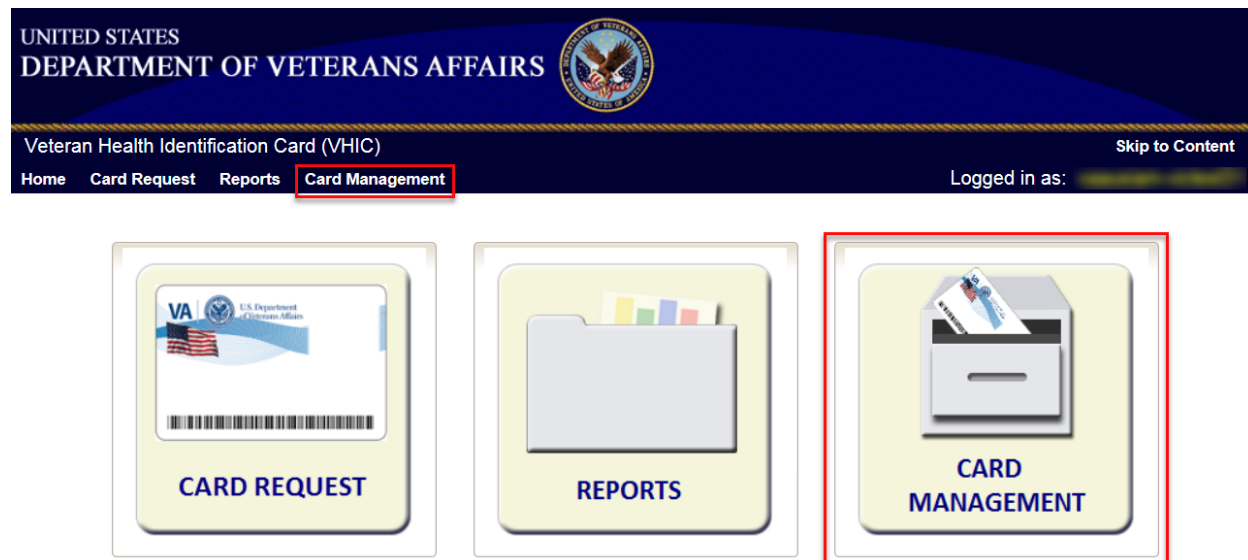 UNITED STATES
DEPARTMENT OF VETERANS AFFAIRS
Veteran Health Identification Card (VHIC)
Skip to Content
Home Card Request Reports Card Management
Logged in as:
VA
U.S. Department
of Veterans Affairs
CARD REQUEST
REPORTS
CARD
MANAGEMENT